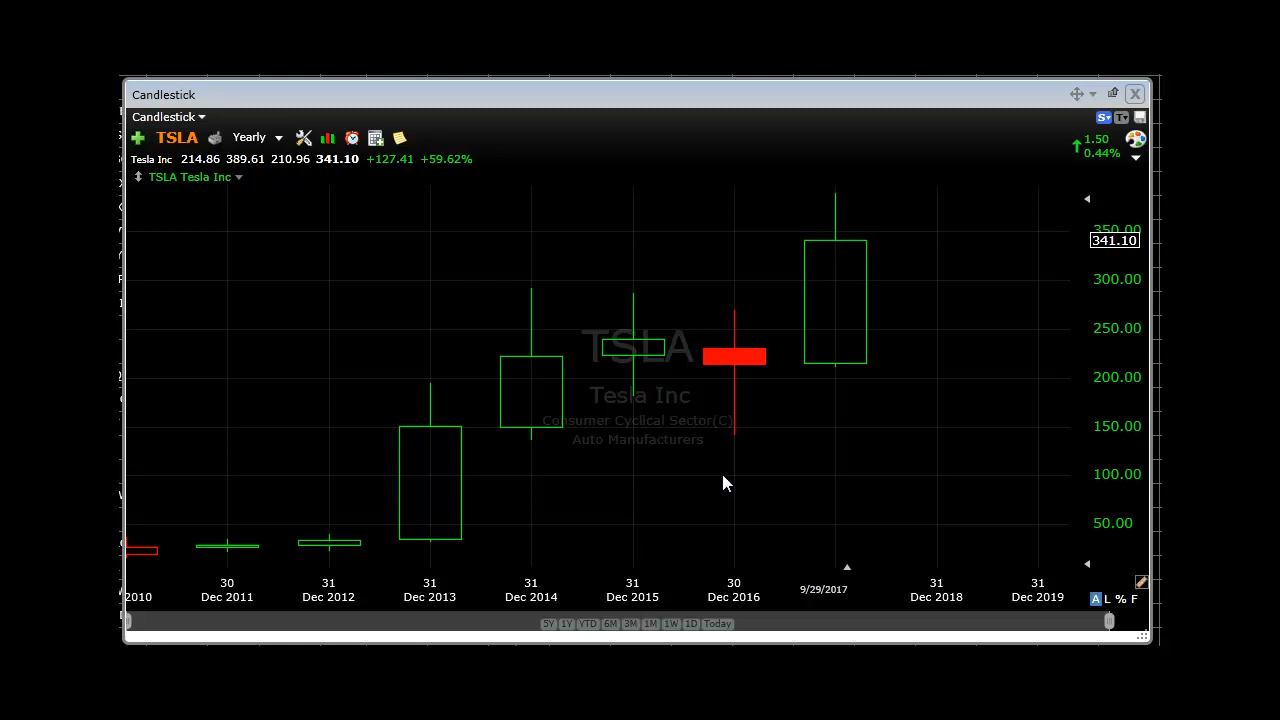 Candlestick
Candlestick
S T
TSLA Yearly
1.50
0.44%
Tesla Inc 214.86 389.61 210.96 341.10 +127.41 +59.62%
TSLA Tesla Inc
350.00
341.10
300.00
250.00
200.00
150.00
100.00
50.00
TSLA
Tesla Inc
Consumer Cyclical Sector(C)
Auto Manufacturers
30 31 31 31 31 30 31 31
2010 Dec 2011 Dec 2012 Dec 2013 Dec 2014 Dec 2015 Dec 2016 9/29/2017 Dec 2018 Dec 2019
A L % F
5Y 1Y YTD 6M 3M 1M 1W 1D Today